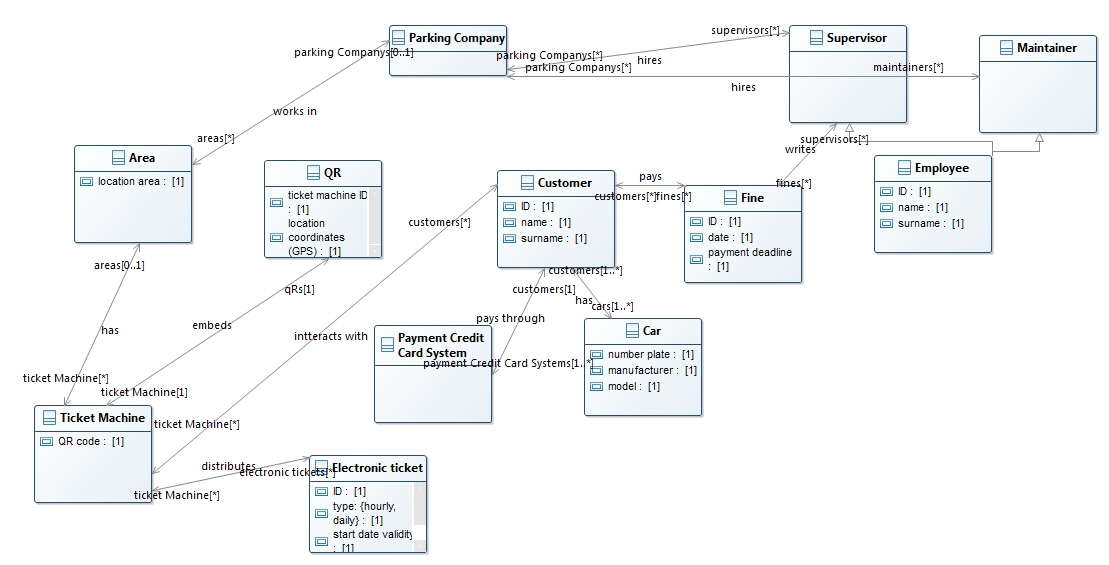 Parking Company
Supervisor
Maintainer
supervisors[*]
parking Companys[0..1]
parking Companys[*]
hires
parking Companys[*]
maintainers[*]
hires
works in
areas[*]
supervisors[*]
writes
Area
location area : [1]
QR
ticket machine ID
: [1]
location
coordinates
(GPS) : [1]
Customer
ID : [1]
name : [1]
surname : [1]
pays
customers[*]
fines[*]
fines[*]
Fine
ID : [1]
date : [1]
payment deadline
: [1]
Employee
ID : [1]
name : [1]
surname : [1]
customers[*]
areas[0..1]
qRs[1]
customers[1..*]
customers[1]
has
cars[1..*]
has
embeds
intteracts with
pays through
Payment Credit
Card System
payment Credit Card Systems[1..*]
Car
number plate : [1]
manufacturer : [1]
model : [1]
ticket Machine[*]
ticket Machine[1]
Ticket Machine
QR code : [1]
ticket Machine[*]
distributes
electronic tickets[*]
ticket Machine[*]
Electronic ticket
ID : [1]
type: {hourly,
daily} : [1]
start date validity
: [1]